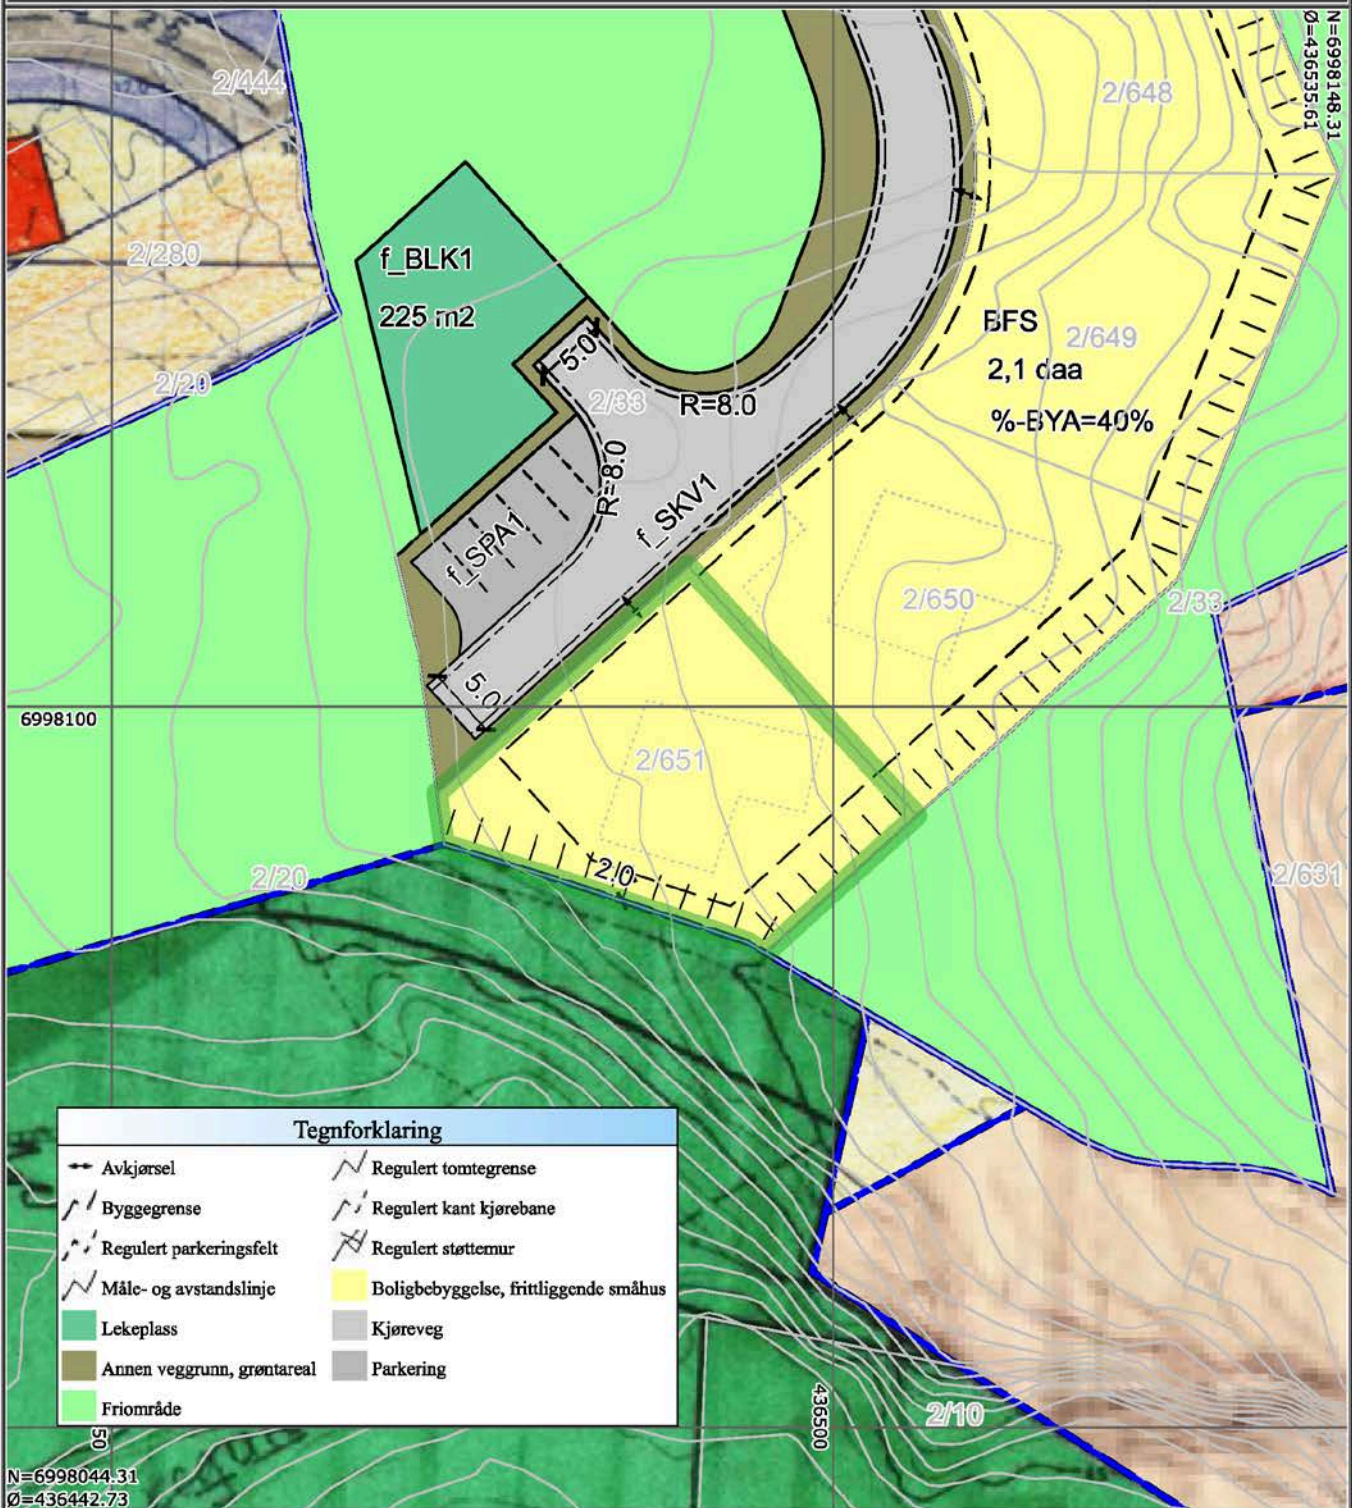 N=6998148.31
Ø=436535.61
2/444
2/648
2/280
f_BLK1
225 m2
BFS
2,1 daa
%-BYA=40%
2/649
5.0
2/33
R=8.0
2/20
R=8.0
f_SKV1
f_SPA1
2/650
2/33
5.0
6998100
2/651
2.0
2/20
2/631
Tegnforklaring
Avkjørsel
Regulert tomtegrense
Byggegrense
Regulert kant kjørebane
Regulert parkeringsfelt
Regulert støttemur
Måle- og avstandslinje
Boligbebyggelse, frittliggende småhus
Lekeplass
Kjøreveg
Annen veggrunn, grøntareal
Parkering
Friområde
50
436500
2/10
N=6998044.31
Ø=436442.73